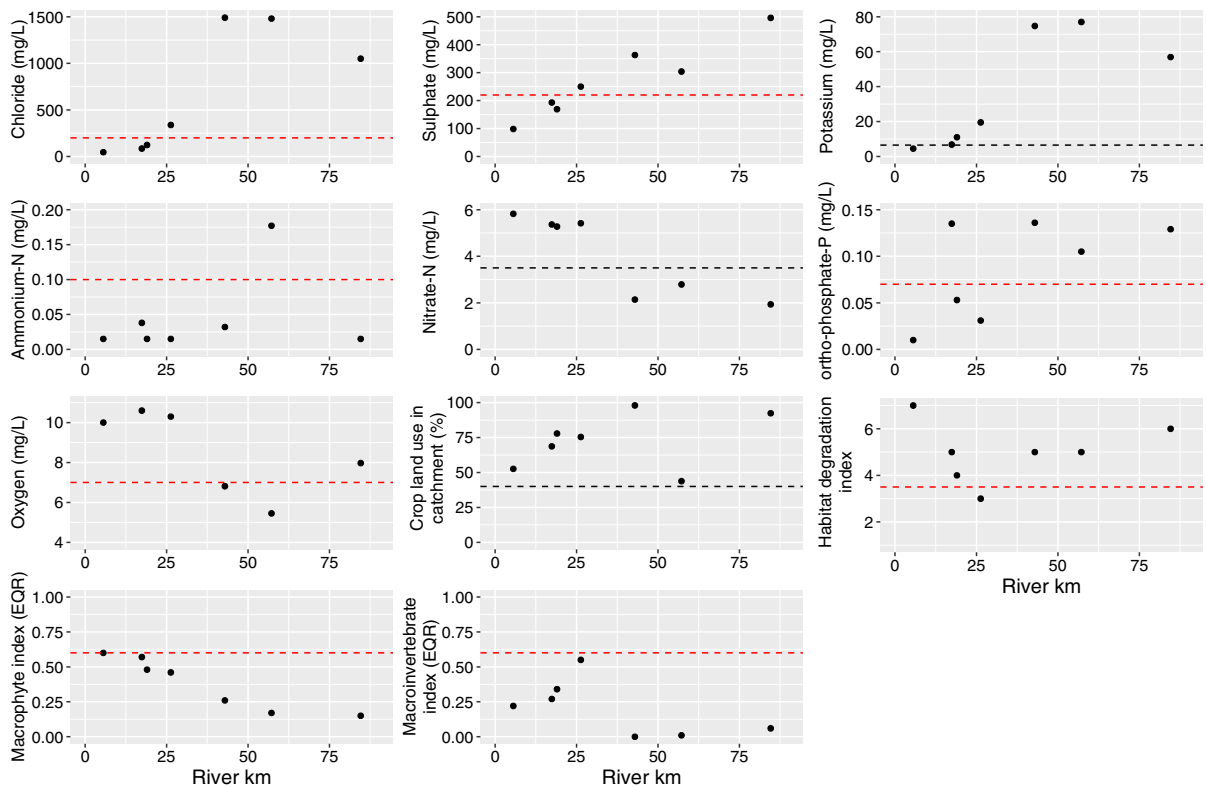 Chloride (mg/L)
1500
1000
500
0
0 25 50 75
Sulphate (mg/L)
500
400
300
200
100
0
0 25 50 75
Potassium (mg/L)
80
60
40
20
0
0 25 50 75
Ammonium-N (mg/L)
0.20
0.15
0.10
0.05
0.00
0 25 50 75
Nitrate-N (mg/L)
6
4
2
0
0 25 50 75
ortho-phosphate-P (mg/L)
0.15
0.10
0.05
0.00
0 25 50 75
Oxygen (mg/L)
10
8
6
4
0 25 50 75
Crop land use in
catchment (%)
100
75
50
25
0
0 25 50 75
Habitat degradation
index
6
4
2
0 25 50 75
River km
Macrophyte index (EQR)
1.00
0.75
0.50
0.25
0.00
0 25 50 75
River km
Macroinvertebrate
index (EQR)
1.00
0.75
0.50
0.25
0.00
0 25 50 75
River km